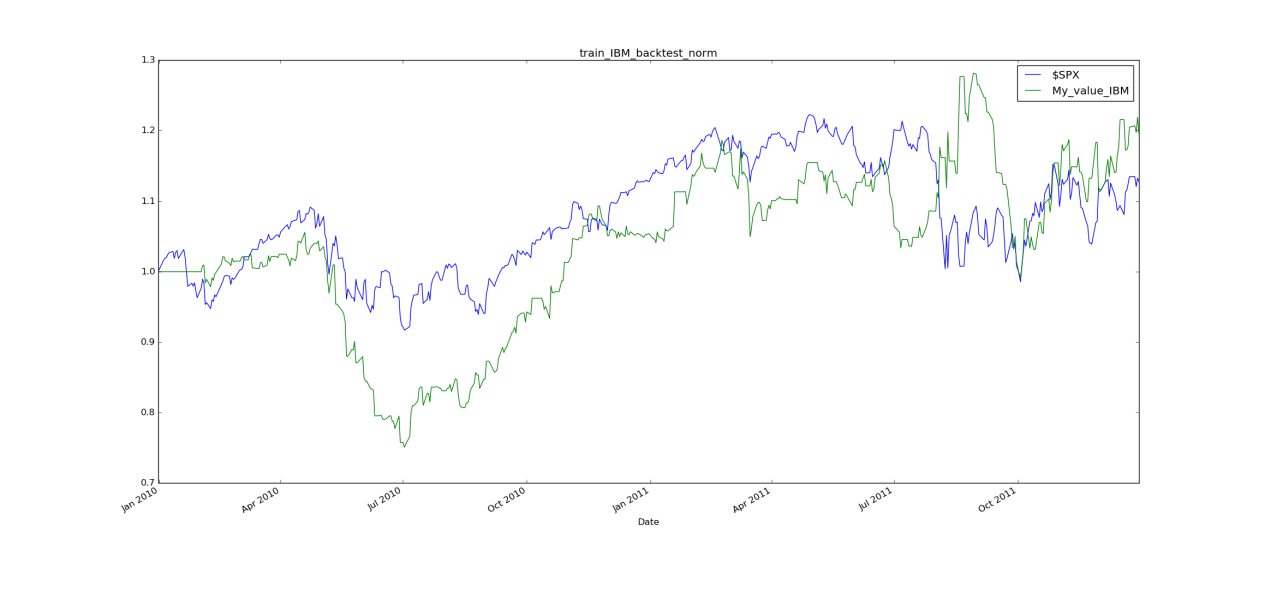 train_IBM_backtest_norm
1.3
1.2
1.1
1.0
0.9
0.8
0.7
$SPX
My_value_IBM
Jan 2010
Apr 2010
Jul 2010
Oct 2010
Jan 2011
Apr 2011
Jul 2011
Oct 2011
Date